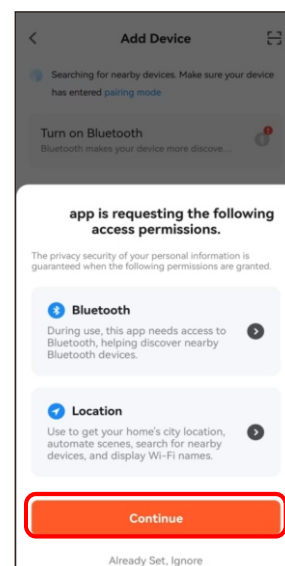 Add Device
Searching for nearby devices. Make sure your device
has entered pairing mode
Turn on Bluetooth
Bluetooth makes your device more discove...
app is requesting the following
access permissions.
The privacy security of your personal information is
guaranteed when the following permissions are granted.
Bluetooth
During use, this app needs access to
Bluetooth, helping discover nearby
Bluetooth devices.
Location
Use to get your home's city location,
automate scenes, search for nearby
devices, and display Wi-Fi names.
Continue
Already Set, Ignore